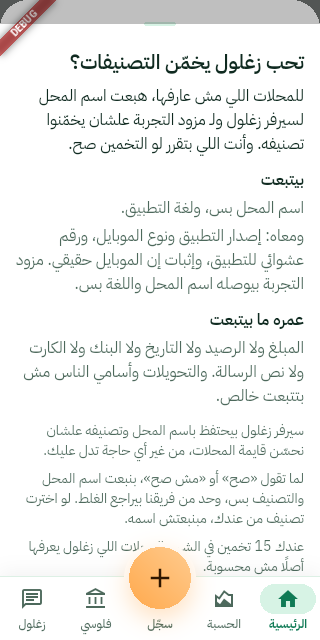 DEBUG
تحب زغلول يخمّن التصنيفات؟
للمحلات اللي مش عارفها، هبعت اسم المحل
لسيرفر زغلول ولـ مزود التجربة علشان يخمّنوا
تصنيفه. وأنت اللي بتقرر لو التخمين صح.
بيتبعت
اسم المحل بس، ولغة التطبيق.
ومعاه: إصدار التطبيق ونوع الموبايل، ورقم
عشوائي للتطبيق، وإثبات إن الموبايل حقيقي. مزود
التجربة بيوصله اسم المحل واللغة بس.
عمره ما بيتبعت
المبلغ ولا الرصيد ولا التاريخ ولا البنك ولا الكارت
ولا نص الرسالة. والتحويلات وأسامي الناس مش
بتتبعت خالص.
سيرفر زغلول بيحتفظ باسم المحل وتصنيفه علشان
نحسّن قايمة المحلات، من غير أي حاجة تدل عليك.
لما تقول «صح» أو «مش صح»، بنبعت اسم المحل
والتصنيف بس، وحد من فريقنا بيراجع الغلط. لو اخترت
تصنيف من عندك، مبنبعتش اسمه.
عندك 15 تخمين في اللي زغلول يعرفها
أصلًا مش محسوبة.
الرئيسية
الحسبة
سجّل
فلوسي
زغلول